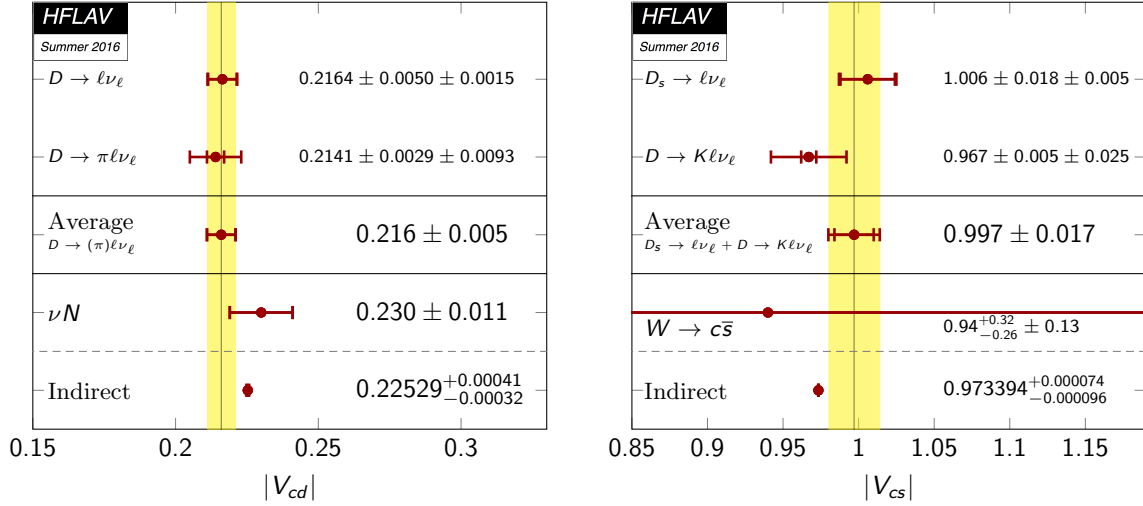 HFLAV
Summer 2016
D → ℓν_ℓ 0.2164 ± 0.0050 ± 0.0015
D → πℓν_ℓ 0.2141 ± 0.0029 ± 0.0093
Average 0.216 ± 0.005
D → (π)ℓν_ℓ
νN 0.230 ± 0.011
Indirect 0.22529^{+0.00041}_{−0.00032}
0.15 0.2 0.25 0.3
|V_{cd}|
HFLAV
Summer 2016
D_s → ℓν_ℓ 1.006 ± 0.018 ± 0.005
D → Kℓν_ℓ 0.967 ± 0.005 ± 0.025
Average 0.997 ± 0.017
D_s → ℓν_ℓ + D → Kℓν_ℓ
W → cs̅ 0.94^{+0.32}_{−0.26} ± 0.13
Indirect 0.973394^{+0.000074}_{−0.000096}
0.85 0.9 0.95 1 1.05 1.1 1.15
|V_{cs}|